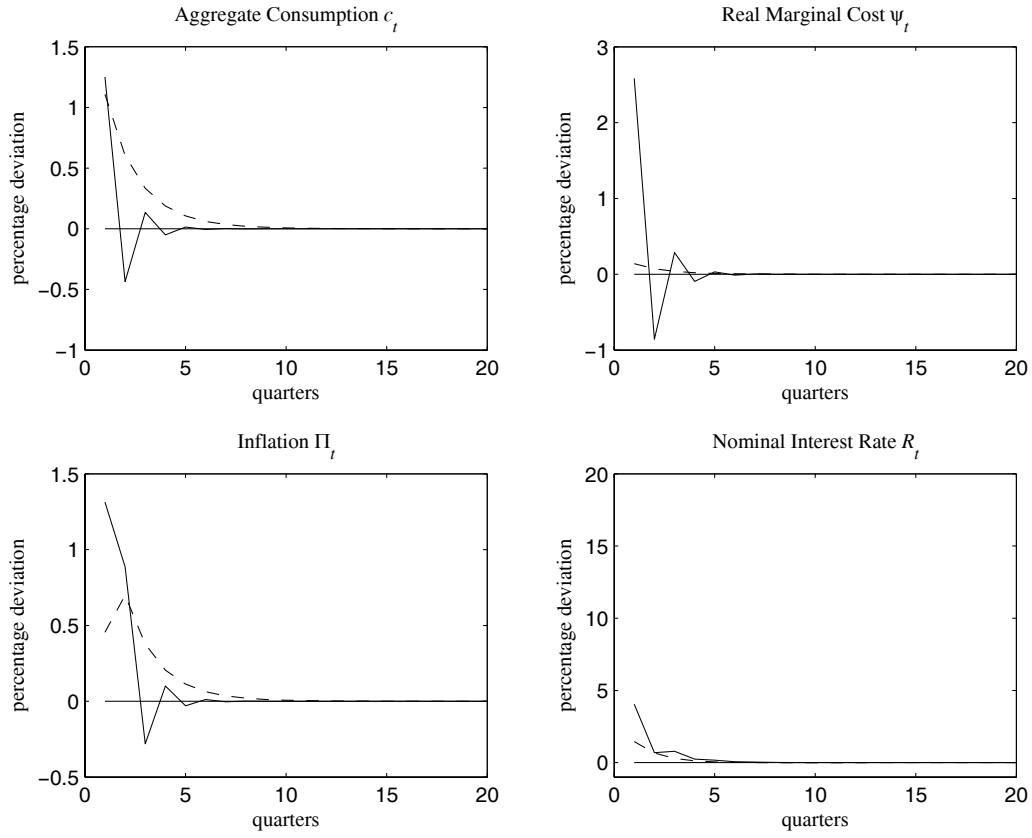 Aggregate Consumption c_t
1.5
1
0.5
0
−0.5
−1
0 5 10 15 20
percentage deviation
quarters
Real Marginal Cost ψ_t
3
2
1
0
−1
0 5 10 15 20
percentage deviation
quarters
Inflation Π_t
1.5
1
0.5
0
−0.5
0 5 10 15 20
percentage deviation
quarters
Nominal Interest Rate R_t
20
15
10
5
0
0 5 10 15 20
percentage deviation
quarters